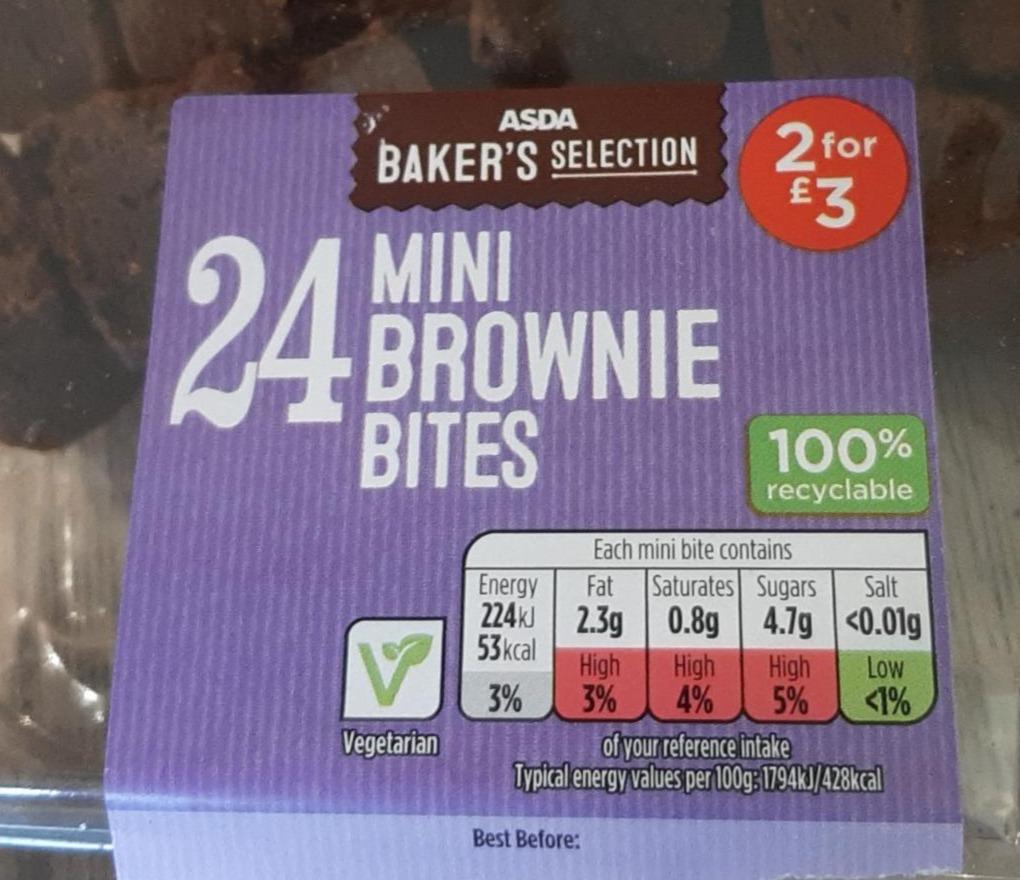 ASDA
BAKER'S SELECTION
2 for
£3
24 MINI
BROWNIE
BITES
100%
recyclable
Each mini bite contains
Energy Fat Saturates Sugars Salt
224kJ 2.3g 0.8g 4.7g <0.01g
53kcal
High High High Low
3% 3% 4% 5% <1%
Vegetarian
of your reference intake
Typical energy values per 100g: 1794kJ/428kcal
Best Before: